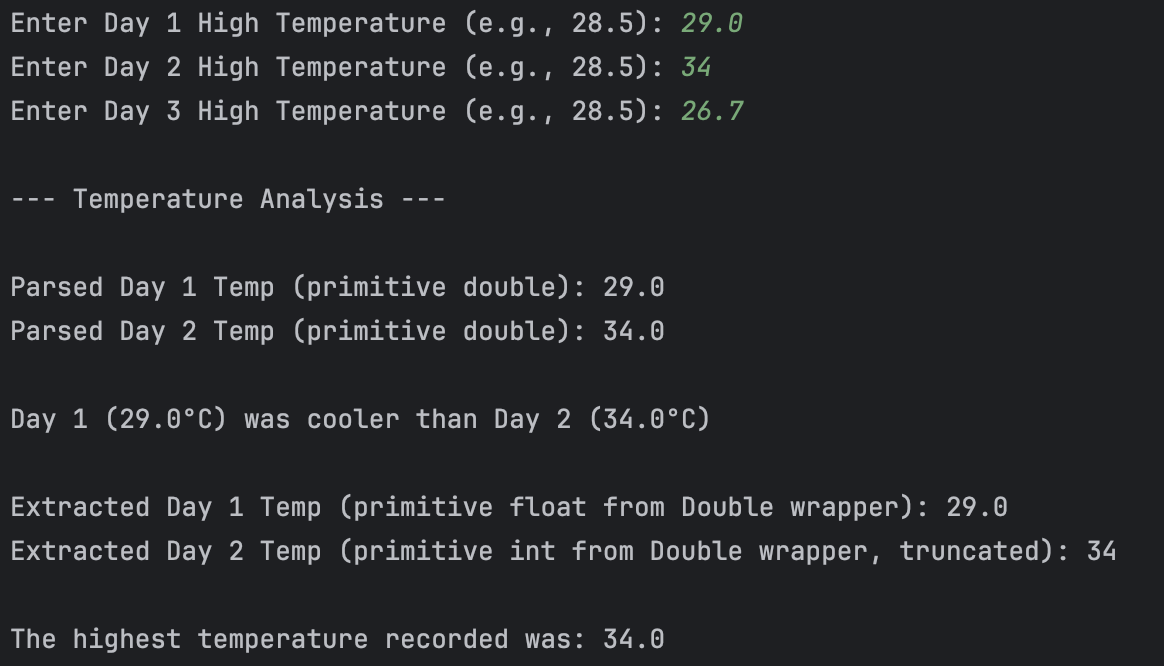 Enter Day 1 High Temperature (e.g., 28.5): 29.0
Enter Day 2 High Temperature (e.g., 28.5): 34
Enter Day 3 High Temperature (e.g., 28.5): 26.7
--- Temperature Analysis ---
Parsed Day 1 Temp (primitive double): 29.0
Parsed Day 2 Temp (primitive double): 34.0
Day 1 (29.0°C) was cooler than Day 2 (34.0°C)
Extracted Day 1 Temp (primitive float from Double wrapper): 29.0
Extracted Day 2 Temp (primitive int from Double wrapper, truncated): 34
The highest temperature recorded was: 34.0